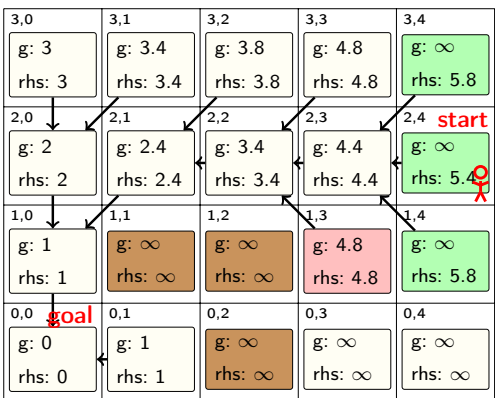 3,0 3,1 3,2 3,3 3,4
g: 3 g: 3.4 g: 3.8 g: 4.8 g: ∞
rhs: 3 rhs: 3.4 rhs: 3.8 rhs: 4.8 rhs: 5.8
2,0 2,1 2,2 2,3 2,4 start
g: 2 g: 2.4 g: 3.4 g: 4.4 g: ∞
rhs: 2 rhs: 2.4 rhs: 3.4 rhs: 4.4 rhs: 5.4
1,0 1,1 1,2 1,3 1,4
g: 1 g: ∞ g: ∞ g: 4.8 g: ∞
rhs: 1 rhs: ∞ rhs: ∞ rhs: 4.8 rhs: 5.8
0,0 goal 0,1 0,2 0,3 0,4
g: 0 g: 1 g: ∞ g: ∞ g: ∞
rhs: 0 rhs: 1 rhs: ∞ rhs: ∞ rhs: ∞